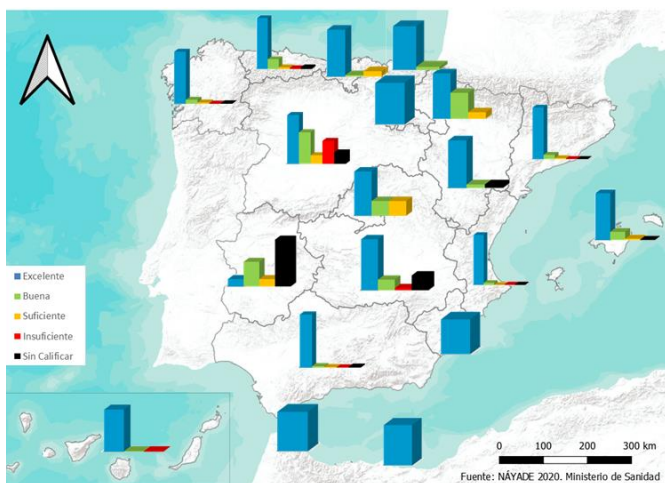 Excelente
Buena
Suficiente
Insuficiente
Sin Calificar
0 100 200 300 km
Fuente: NÁYADE 2020. Ministerio de Sanidad